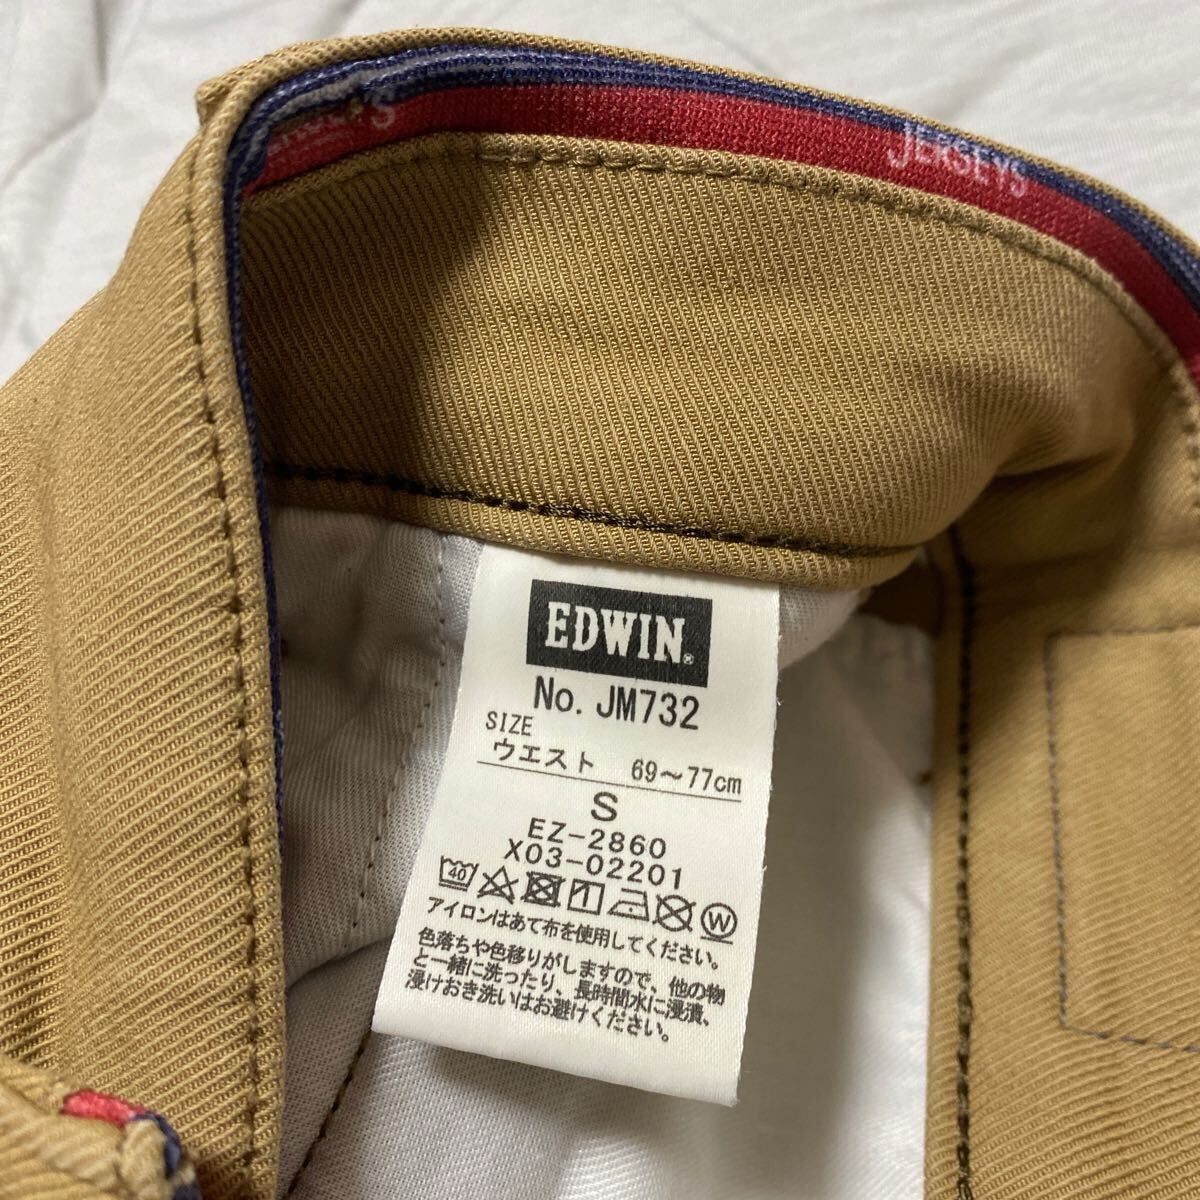 JERSEYS
EDWIN®
No. JM732
SIZE
ウエスト 69～77cm
S
EZ-2860
X03-02201
40 W
アイロンはあて布を使用してください。
色落ちや色移りがしますので、他の物
と一緒に洗ったり、長時間水に浸漬、
浸けおき洗いはお避けください。